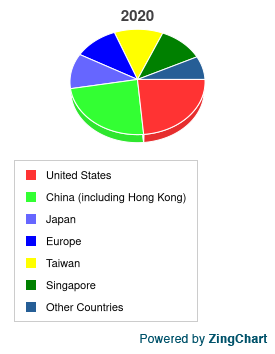 2020
United States
China (including Hong Kong)
Japan
Europe
Taiwan
Singapore
Other Countries
Powered by ZingChart